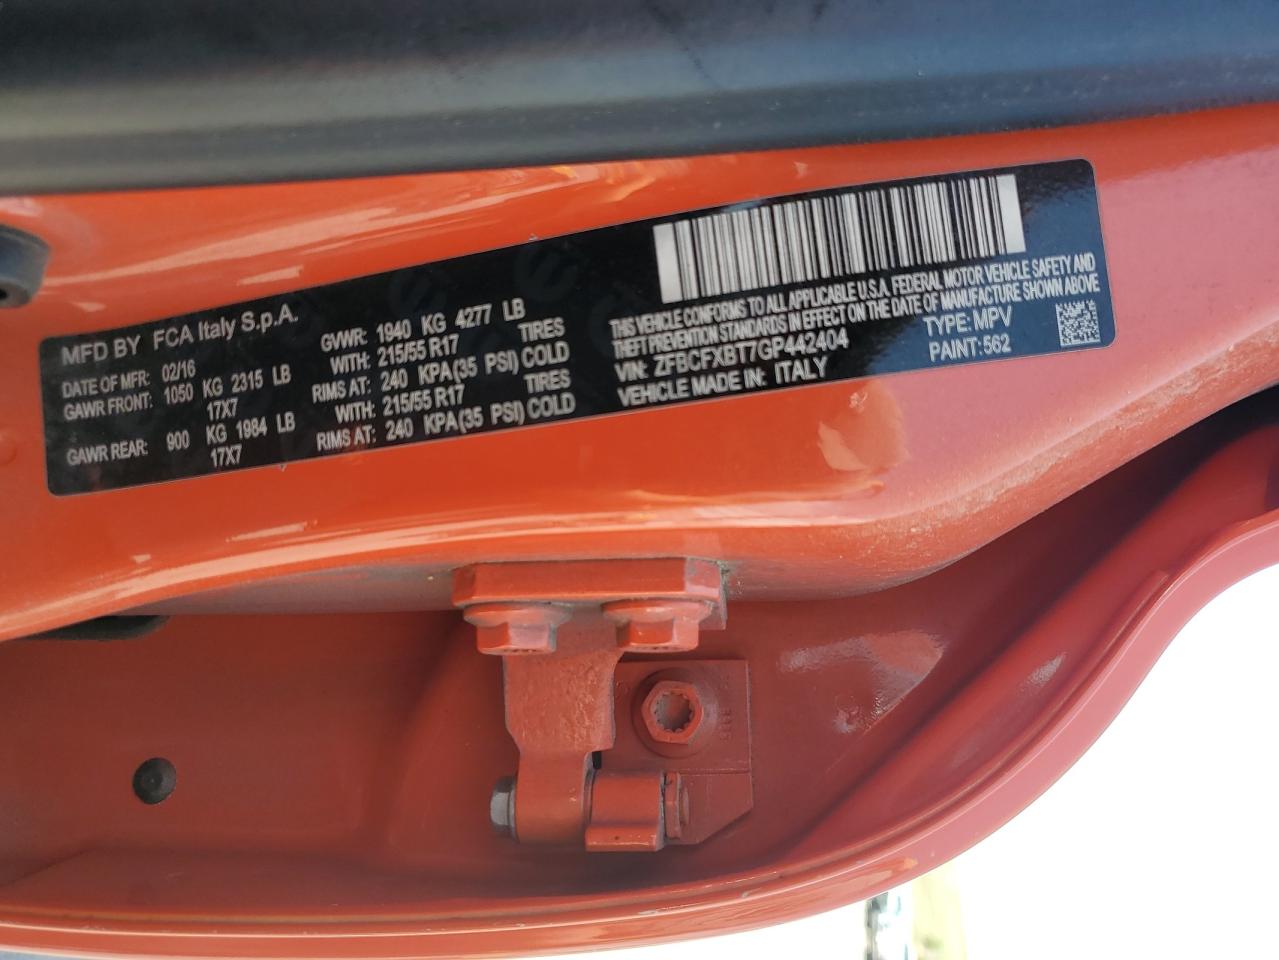 MFD BY FCA Italy S.p.A.
DATE OF MFR: 02/16 GVWR: 1940 KG 4277 LB
GAWR FRONT: 1050 KG 2315 LB WITH: 215/55 R17 TIRES
17X7 RIMS AT: 240 KPA(35 PSI) COLD
GAWR REAR: 900 KG 1984 LB WITH: 215/55 R17 TIRES
17X7 RIMS AT: 240 KPA(35 PSI) COLD
THIS VEHICLE CONFORMS TO ALL APPLICABLE U.S.A. FEDERAL MOTOR VEHICLE SAFETY AND
THEFT PREVENTION STANDARDS IN EFFECT ON THE DATE OF MANUFACTURE SHOWN ABOVE
VIN: ZFBCFXBT7GP442404 TYPE: MPV
VEHICLE MADE IN: ITALY PAINT: 562